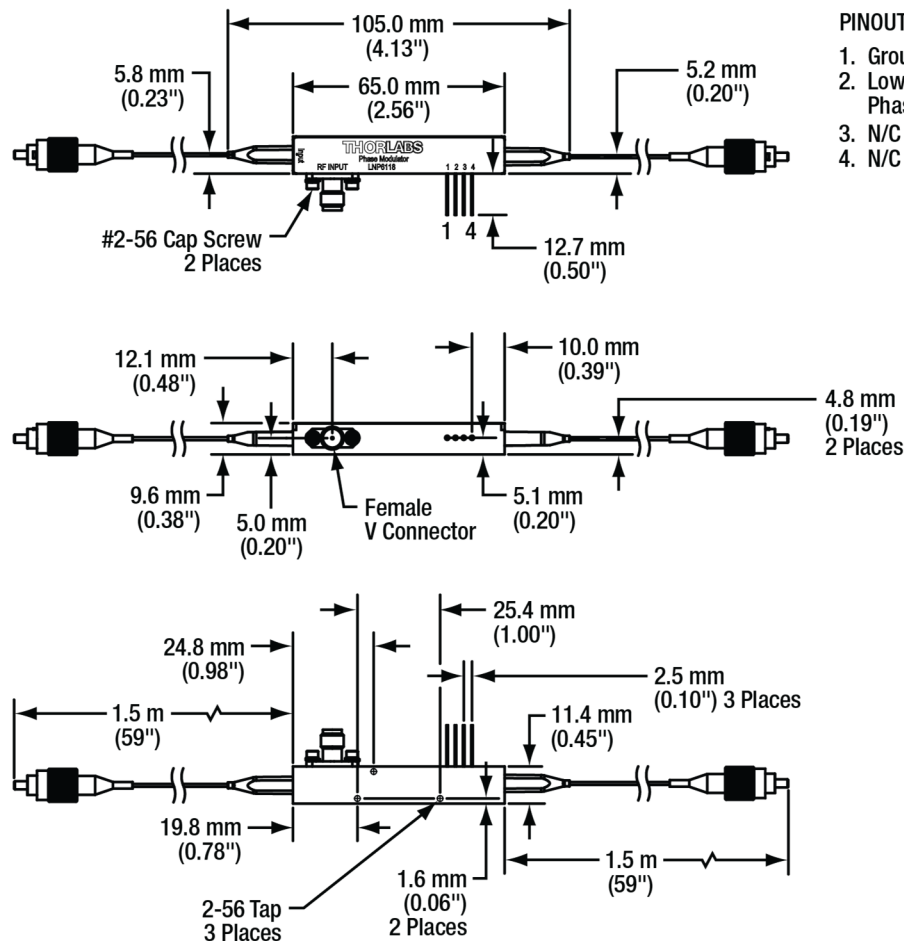 105.0 mm
(4.13")
PINOUT
5.8 mm
(0.23")
65.0 mm
(2.56")
5.2 mm
(0.20")
1.
2. Low
3. N/C
4. N/C
Input
THORLABS
Phase Modulator
LNP6118
RF INPUT
1 2 3 4
1 4
#2-56 Cap Screw
2 Places
12.7 mm
(0.50")
12.1 mm
(0.48")
10.0 mm
(0.39")
4.8 mm
(0.19")
2 Places
9.6 mm
(0.38")
5.0 mm
(0.20")
Female
V Connector
5.1 mm
(0.20")
25.4 mm
(1.00")
24.8 mm
(0.98")
2.5 mm
(0.10") 3 Places
1.5 m
(59")
11.4 mm
(0.45")
19.8 mm
(0.78")
1.6 mm
(0.06")
2 Places
1.5 m
(59")
2-56 Tap
3 Places